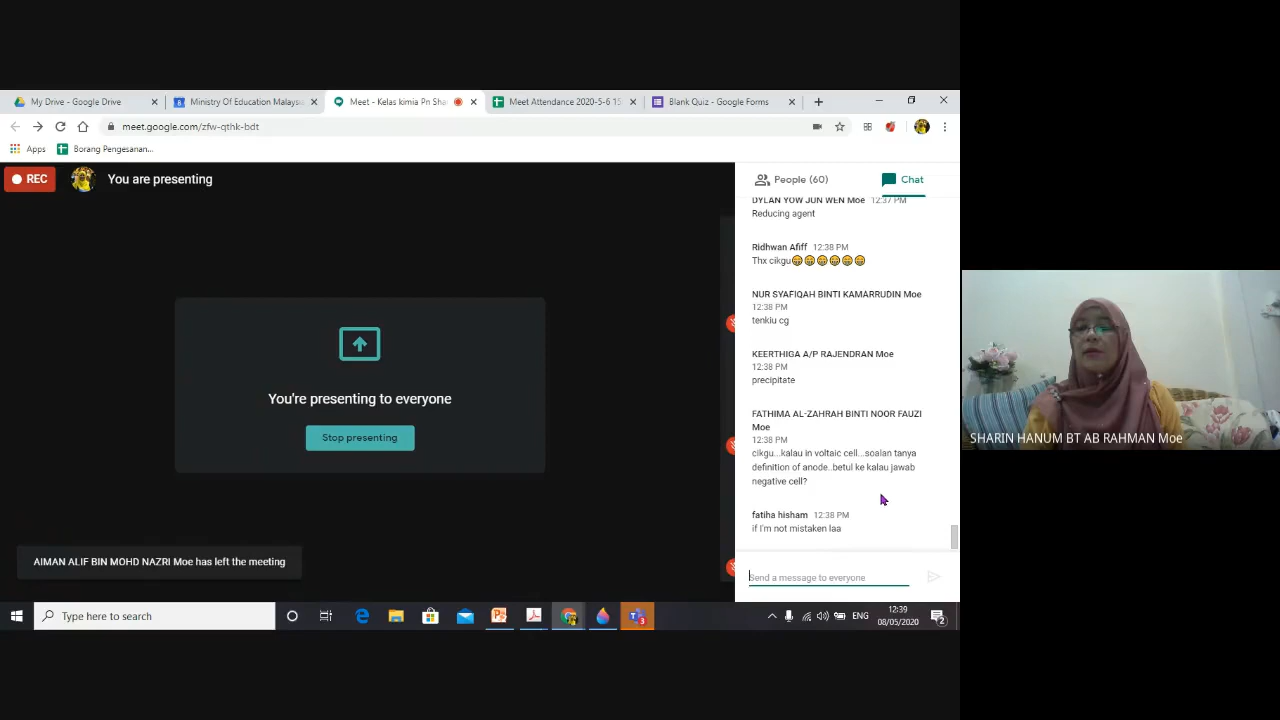 My Drive - Google Drive
Ministry Of Education Malaysia
Meet - Kelas kimia Pn Sha
Meet Attendance 2020-5-6 15
Blank Quiz - Google Forms
meet.google.com/zfw-qthk-bdt
Apps
Borang Pengesanan...
REC
You are presenting
People (60)
Chat
DYLAN YOW JUN WEN Moe 12:37 PM
Reducing agent
Ridhwan Afiff 12:38 PM
Thx cikgu😁😁😁😁😁😁
NUR SYAFIQAH BINTI KAMARRUDIN Moe
12:38 PM
tenkiu cg
KEERTHIGA A/P RAJENDRAN Moe
12:38 PM
precipitate
FATHIMA AL-ZAHRAH BINTI NOOR FAUZI
Moe
12:38 PM
cikgu...kalau in voltaic cell...soalan tanya
definition of anode..betul ke kalau jawab
negative cell?
fatiha hisham 12:38 PM
if I'm not mistaken laa
Send a message to everyone
You're presenting to everyone
Stop presenting
AIMAN ALIF BIN MOHD NAZRI Moe has left the meeting
SHARIN HANUM BT AB RAHMAN Moe
Type here to search
ENG
12:39
08/05/2020
2
3